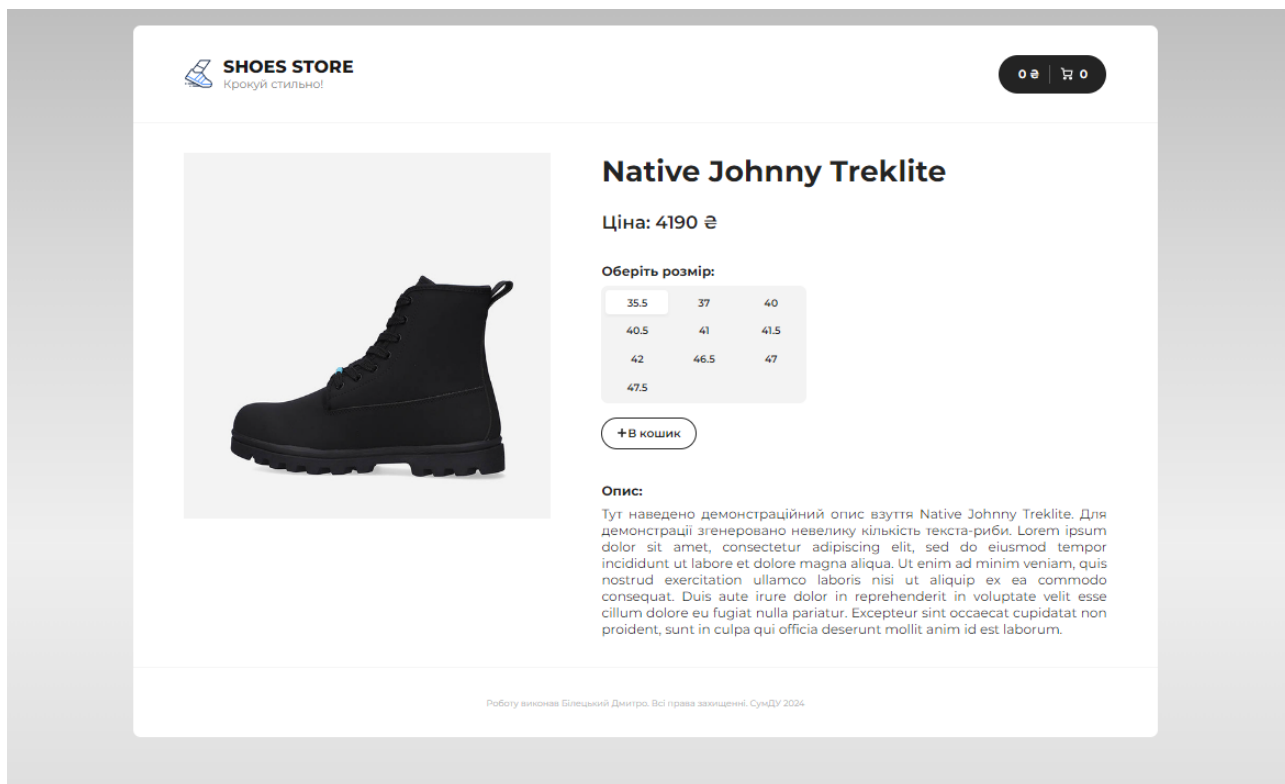 SHOES STORE
Крокуй стильно!
0 ₴ 0
Native Johnny Treklite
Ціна: 4190 ₴
Оберіть розмір:
35.5 37 40
40.5 41 41.5
42 46.5 47
47.5
+В кошик
Опис:
Тут наведено демонстраційний опис взуття Native Johnny Treklite. Для
демонстрації згенеровано невелику кількість текста-риби. Lorem ipsum
dolor sit amet, consectetur adipiscing elit, sed do eiusmod tempor
incididunt ut labore et dolore magna aliqua. Ut enim ad minim veniam, quis
nostrud exercitation ullamco laboris nisi ut aliquip ex ea commodo
consequat. Duis aute irure dolor in reprehenderit in voluptate velit esse
cillum dolore eu fugiat nulla pariatur. Excepteur sint occaecat cupidatat non
proident, sunt in culpa qui officia deserunt mollit anim id est laborum.
Роботу виконав Білецький Дмитро. Всі права захищенні. СумДУ 2024